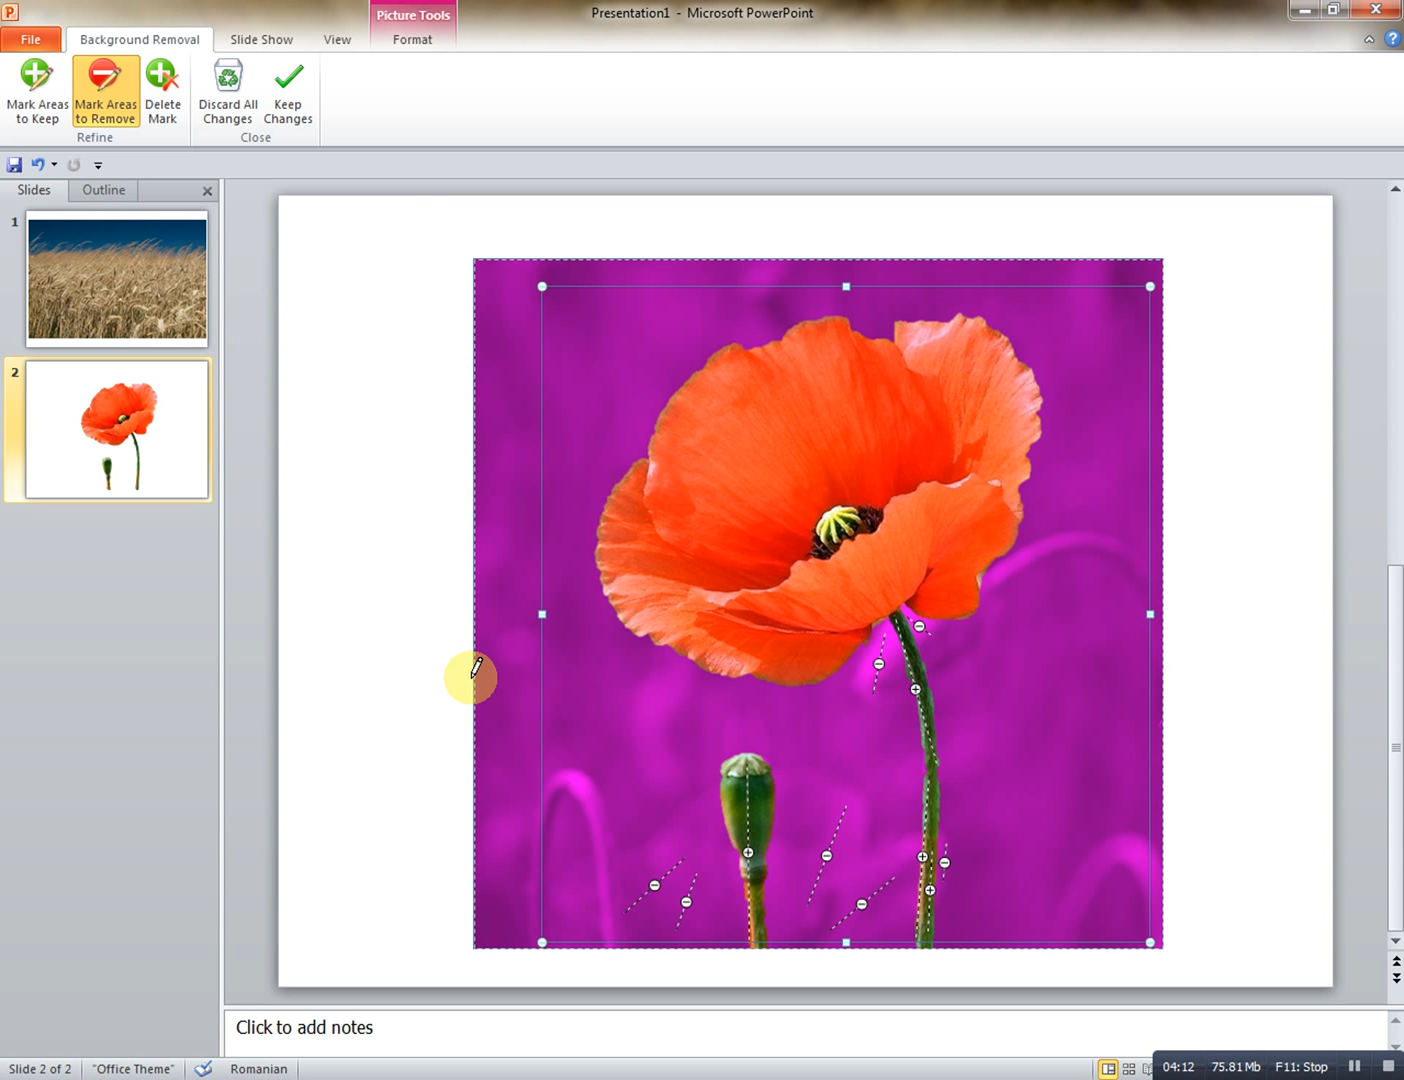 Picture Tools
Presentation1 - Microsoft PowerPoint
File
Background Removal
Slide Show
View
Format
Mark Areas
to Keep
Mark Areas
to Remove
Delete
Mark
Discard All
Changes
Keep
Changes
Refine
Close
Slides
Outline
1
2
Click to add notes
Slide 2 of 2
"Office Theme"
Romanian
04:12
75.81 Mb
F11: Stop